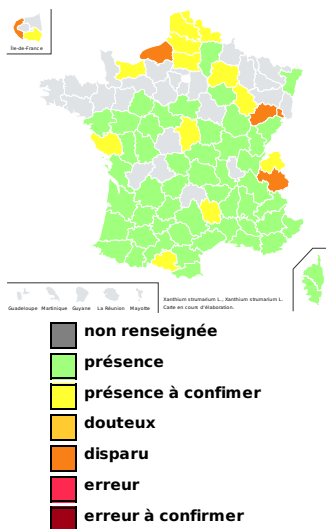 Île-de-France
Xanthium strumarium L., Xanthium strumarium L.
Carte en cours d'élaboration.
Guadeloupe Martinique Guyane La Réunion Mayotte
non renseignée
présence
présence à confimer
douteux
disparu
erreur
erreur à confirmer